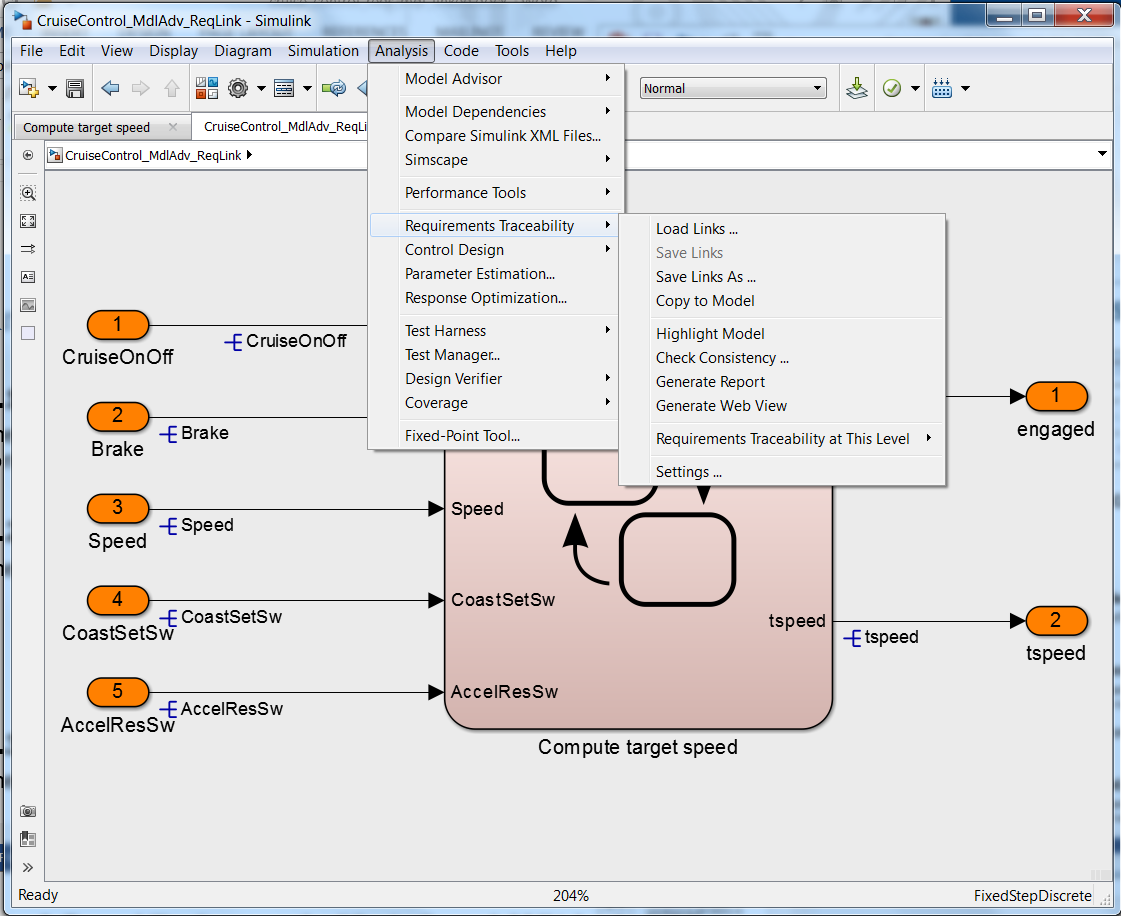 CruiseControl_MdlAdv_ReqLink - Simulink
File Edit View Display Diagram Simulation Analysis Code Tools Help
Normal
Compute target speed CruiseControl_MdlAdv_ReqLi
CruiseControl_MdlAdv_ReqLink
Model Advisor
Model Dependencies
Compare Simulink XML Files...
Simscape
Performance Tools
Requirements Traceability
Control Design
Parameter Estimation...
Response Optimization...
Test Harness
Test Manager...
Design Verifier
Coverage
Fixed-Point Tool...
Load Links ...
Save Links
Save Links As ...
Copy to Model
Highlight Model
Check Consistency ...
Generate Report
Generate Web View
Requirements Traceability at This Level
Settings ...
1
CruiseOnOff
CruiseOnOff
2
Brake
Brake
3
Speed
Speed
Speed
4
CoastSetSw
CoastSetSw
CoastSetSw
5
AccelResSw
AccelResSw
AccelResSw
tspeed
tspeed
1
engaged
2
tspeed
Compute target speed
Ready 204% FixedStepDiscrete